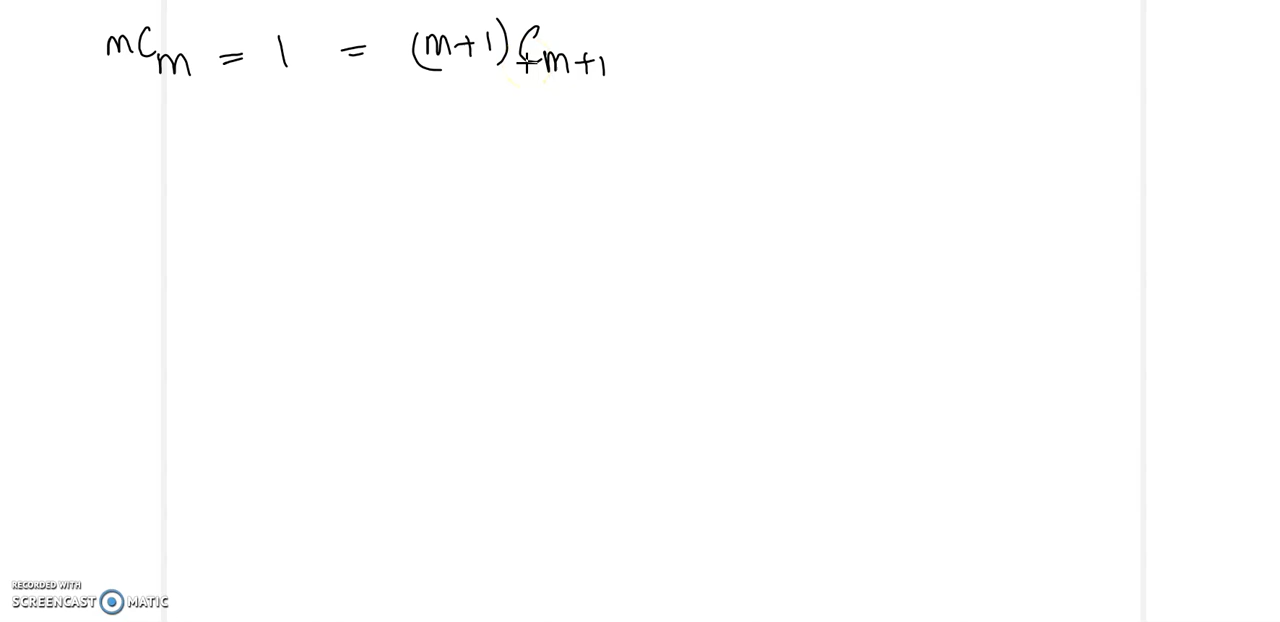 mCₘ = 1 = (m+1)Cₘ₊₁
RECORDED WITH
SCREENCAST MATIC